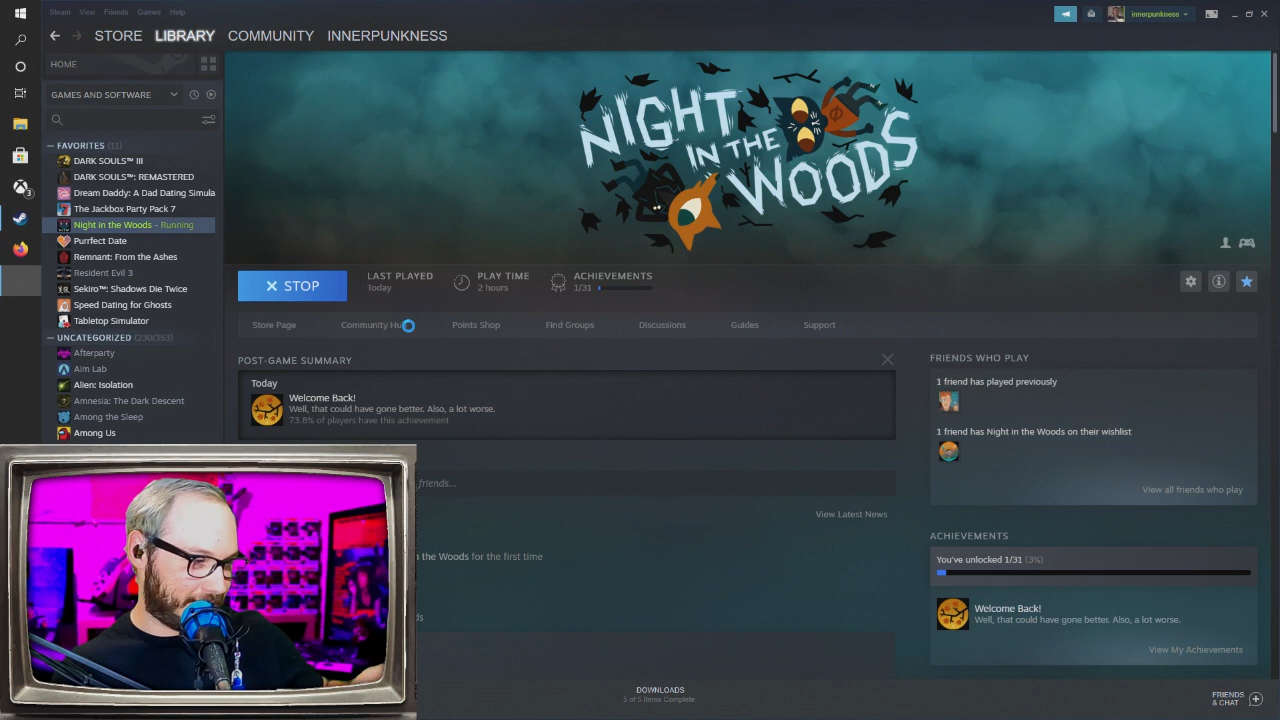 Steam View Friends Games Help
innerpunkness
STORE LIBRARY COMMUNITY INNERPUNKNESS
HOME
GAMES AND SOFTWARE
FAVORITES (11)
DARK SOULS™ III
DARK SOULS™: REMASTERED
Dream Daddy: A Dad Dating Simula
The Jackbox Party Pack 7
Night in the Woods - Running
Purrfect Date
Remnant: From the Ashes
Resident Evil 3
Sekiro™: Shadows Die Twice
Speed Dating for Ghosts
Tabletop Simulator
UNCATEGORIZED (230/353)
Afterparty
Aim Lab
Alien: Isolation
Amnesia: The Dark Descent
Among the Sleep
Among Us
NIGHT
IN THE
WOODS
STOP
LAST PLAYED
Today
PLAY TIME
2 hours
ACHIEVEMENTS
1/31
Store Page Community Hu Points Shop Find Groups Discussions Guides Support
POST-GAME SUMMARY
Today
Welcome Back!
Well, that could have gone better. Also, a lot worse.
73.8% of players have this achievement
friends...
View Latest News
n the Woods for the first time
ds
FRIENDS WHO PLAY
1 friend has played previously
1 friend has Night in the Woods on their wishlist
View all friends who play
ACHIEVEMENTS
You've unlocked 1/31 (3%)
Welcome Back!
Well, that could have gone better. Also, a lot worse.
View My Achievements
DOWNLOADS
5 of 5 Items Complete
FRIENDS
& CHAT
3